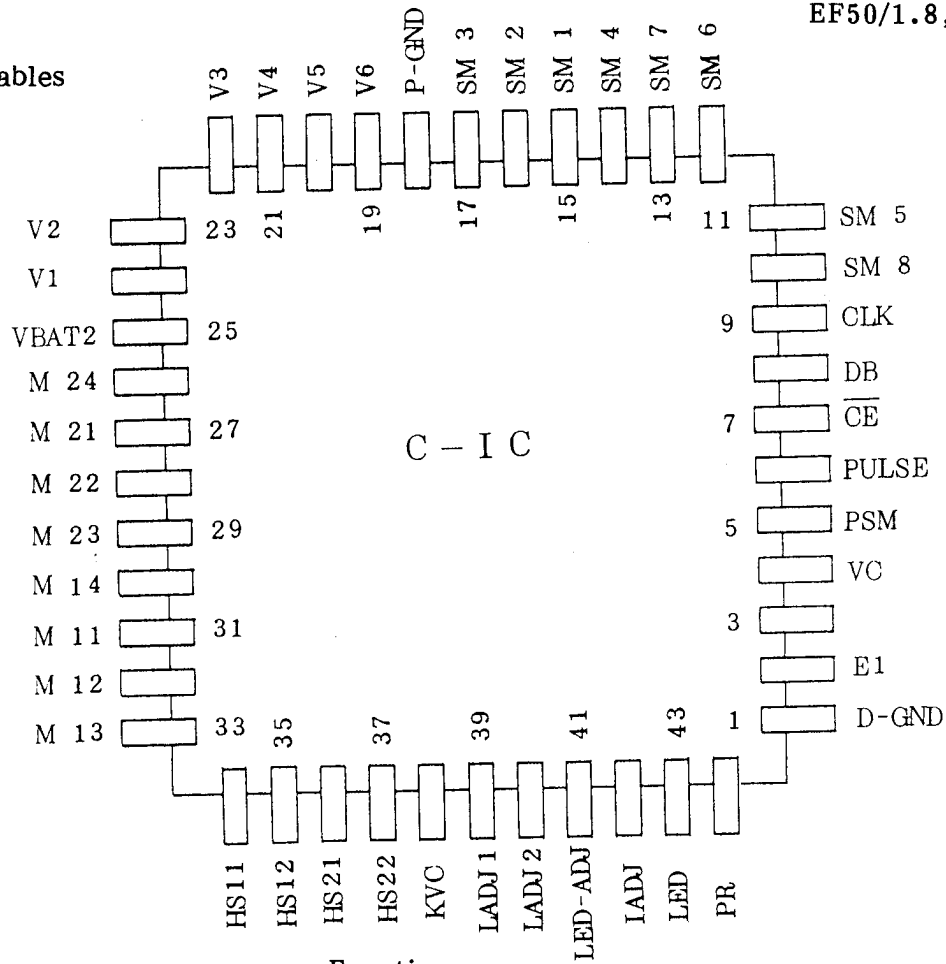 EF50/1.8,
ables
V3 V4 V5 V6 P-GND SM 3 SM 2 SM 1 SM 4 SM 7 SM 6
23 21 19 17 15 13 11
V2
V1
VBAT2 25
M 24
M 21 27
M 22
M 23 29
M 14
M 11 31
M 12
M 13
C-IC
SM 5
SM 8
9 CLK
DB
7 CE
PULSE
5 PSM
VC
3
E1
1 D-GND
33 35 37 39 41 43
HS11 HS12 HS21 HS22 KVC LADJ1 LADJ2 LED-ADJ IADJ LED PR